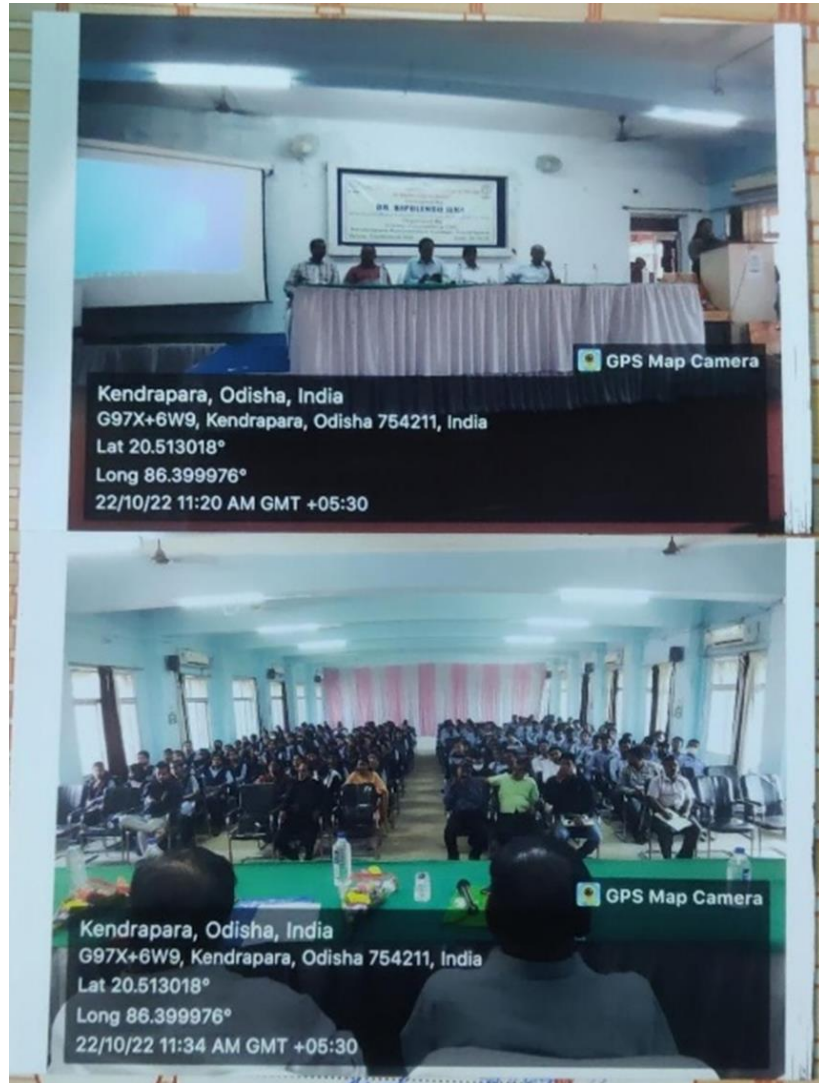 DR. BIPULENDU JENA
GPS Map Camera
Kendrapara, Odisha, India
G97X+6W9, Kendrapara, Odisha 754211, India
Lat 20.513018°
Long 86.399976°
22/10/22 11:20 AM GMT +05:30
GPS Map Camera
Kendrapara, Odisha, India
G97X+6W9, Kendrapara, Odisha 754211, India
Lat 20.513018°
Long 86.399976°
22/10/22 11:34 AM GMT +05:30